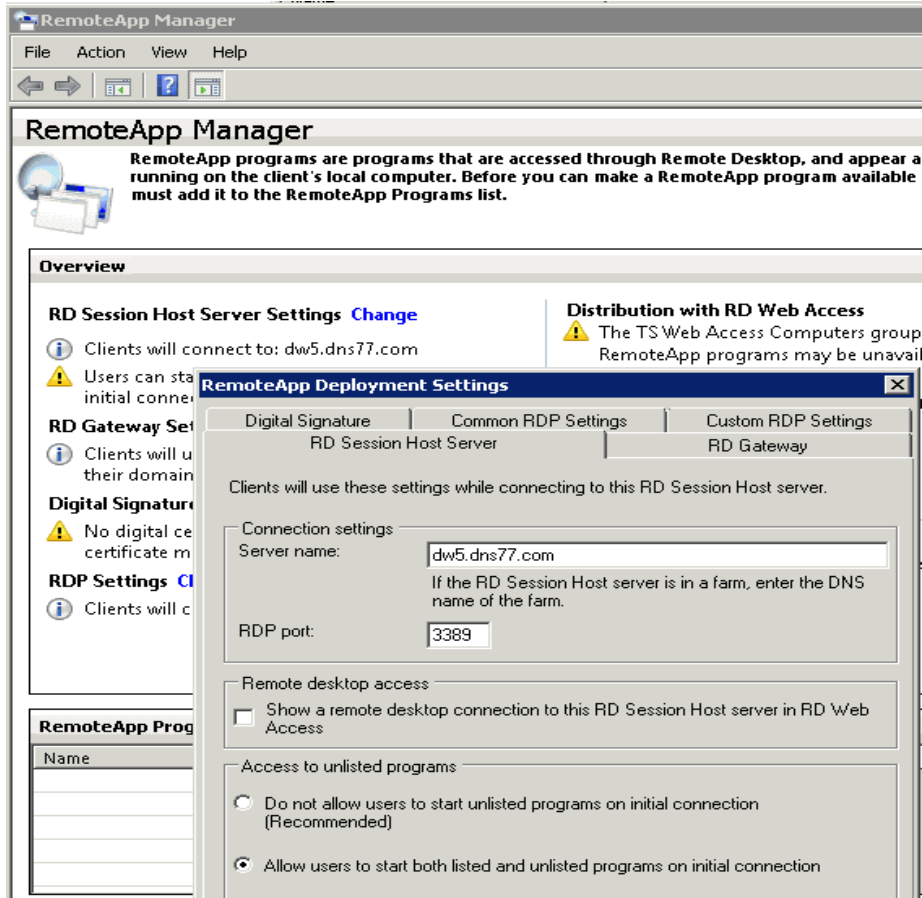 RemoteApp Manager
File Action View Help
RemoteApp Manager
RemoteApp programs are programs that are accessed through Remote Desktop, and appear a
running on the client's local computer. Before you can make a RemoteApp program available
must add it to the RemoteApp Programs list.
Overview
RD Session Host Server Settings Change
Clients will connect to: dw5.dns77.com
Users can sta
initial conne
RD Gateway Set
Clients will u
their domain
Digital Signature
No digital ce
certificate m
RDP Settings Cl
Clients will c
Distribution with RD Web Access
The TS Web Access Computers group
RemoteApp programs may be unavail
RemoteApp Prog
Name
RemoteApp Deployment Settings
Digital Signature Common RDP Settings Custom RDP Settings
RD Session Host Server RD Gateway
Clients will use these settings while connecting to this RD Session Host server.
Connection settings
Server name: dw5.dns77.com
If the RD Session Host server is in a farm, enter the DNS
name of the farm.
RDP port: 3389
Remote desktop access
Show a remote desktop connection to this RD Session Host server in RD Web
Access
Access to unlisted programs
Do not allow users to start unlisted programs on initial connection
(Recommended)
Allow users to start both listed and unlisted programs on initial connection